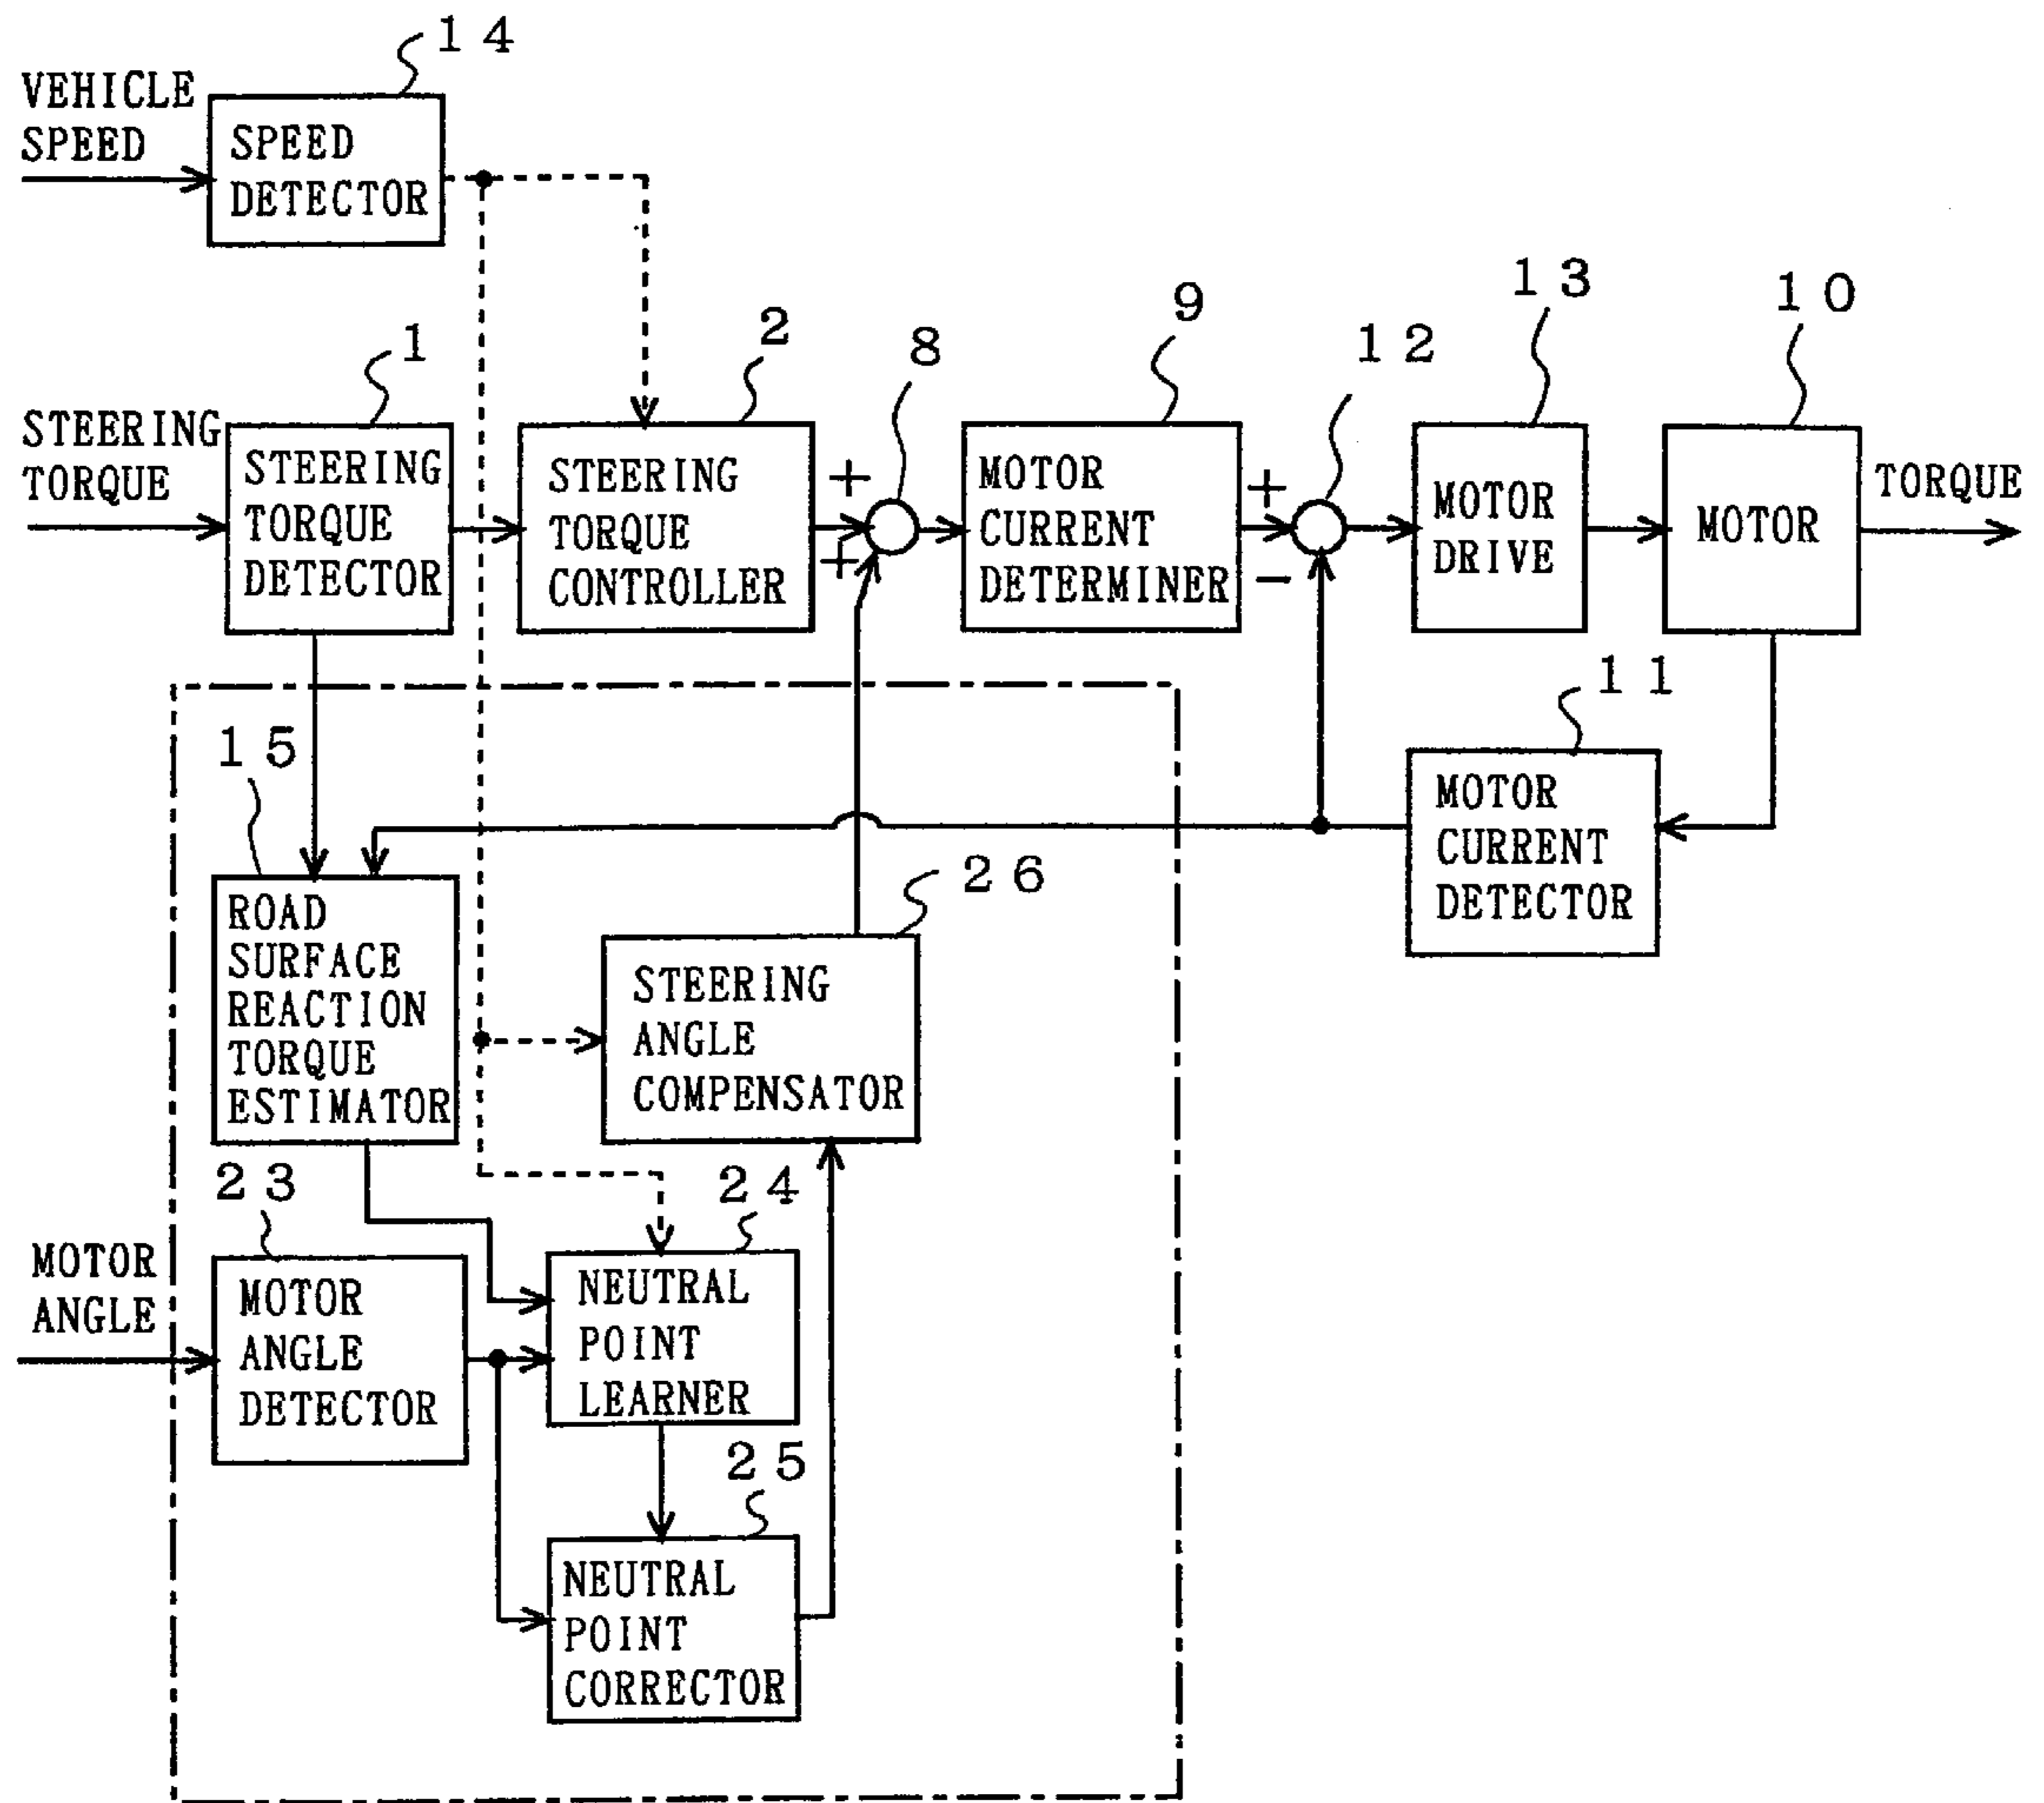 14
VEHICLE
SPEED
SPEED
DETECTOR
1
2
8
9
12
13
10
STEERING
TORQUE
STEERING
TORQUE
DETECTOR
STEERING
TORQUE
CONTROLLER
+
+
MOTOR
CURRENT
DETERMINER
+
-
MOTOR
DRIVE
MOTOR
TORQUE
15
11
MOTOR
CURRENT
DETECTOR
ROAD
SURFACE
REACTION
TORQUE
ESTIMATOR
26
STEERING
ANGLE
COMPENSATOR
23
24
MOTOR
ANGLE
MOTOR
ANGLE
DETECTOR
NEUTRAL
POINT
LEARNER
25
NEUTRAL
POINT
CORRECTOR